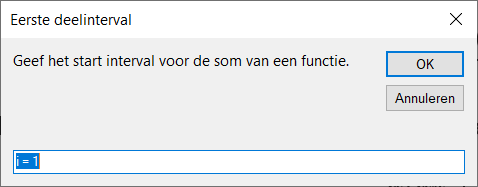 Eerste deelinterval
Geef het start interval voor de som van een functie.
OK
Annuleren
i = 1